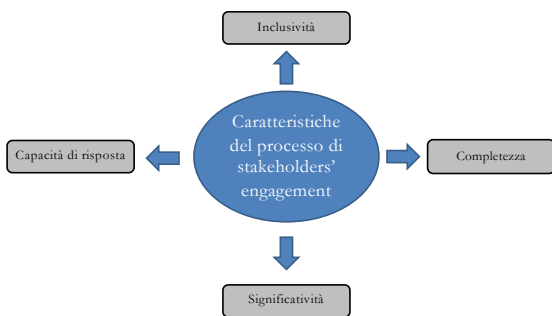 Inclusività
Caratteristiche
del processo di
stakeholders'
engagement
Capacità di risposta
Completezza
Significatività